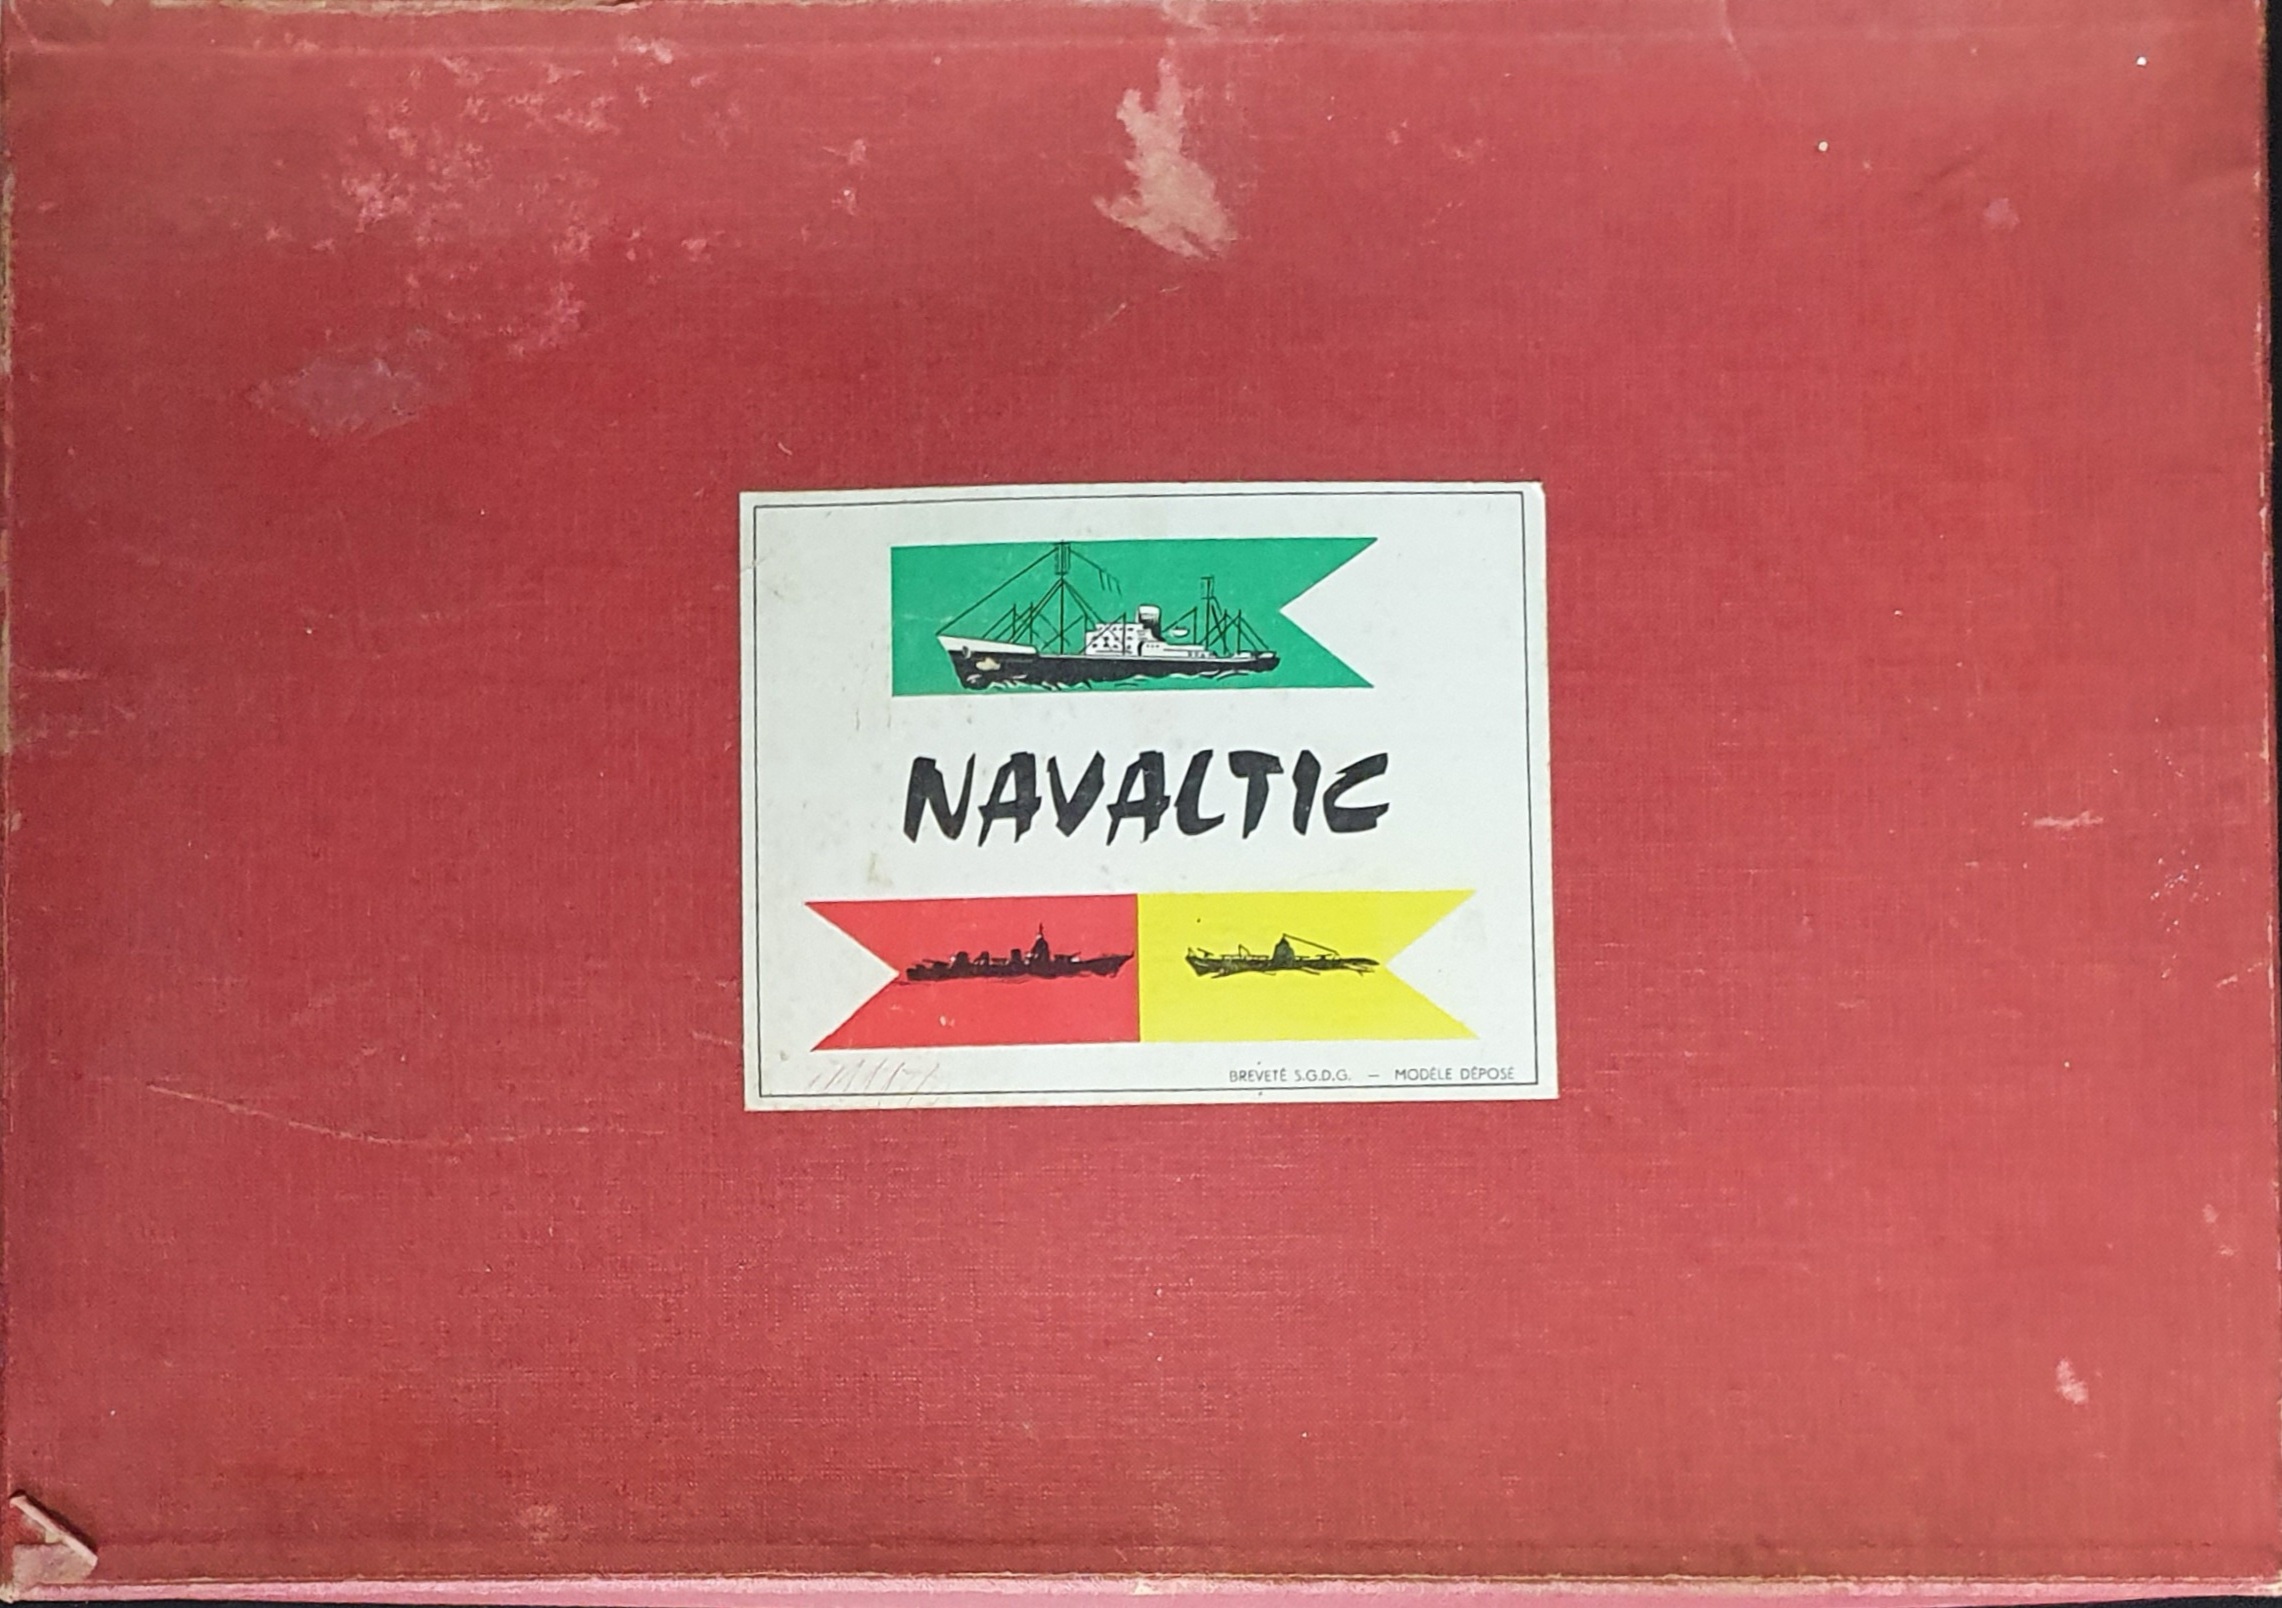 NAVALTIC
BREVETÉ S.G.D.G. — MODÈLE DÉPOSÉ